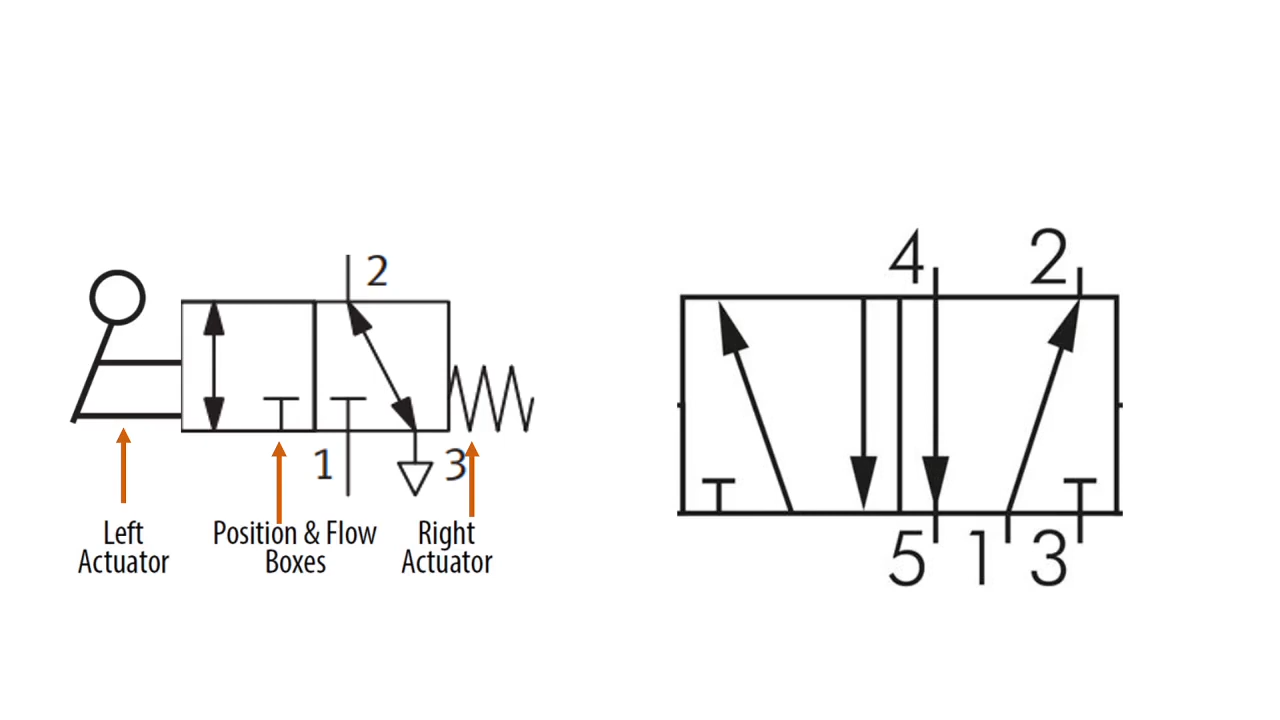 2
1
3
Left
Actuator
Position & Flow
Boxes
Right
Actuator
4 2
5 1 3